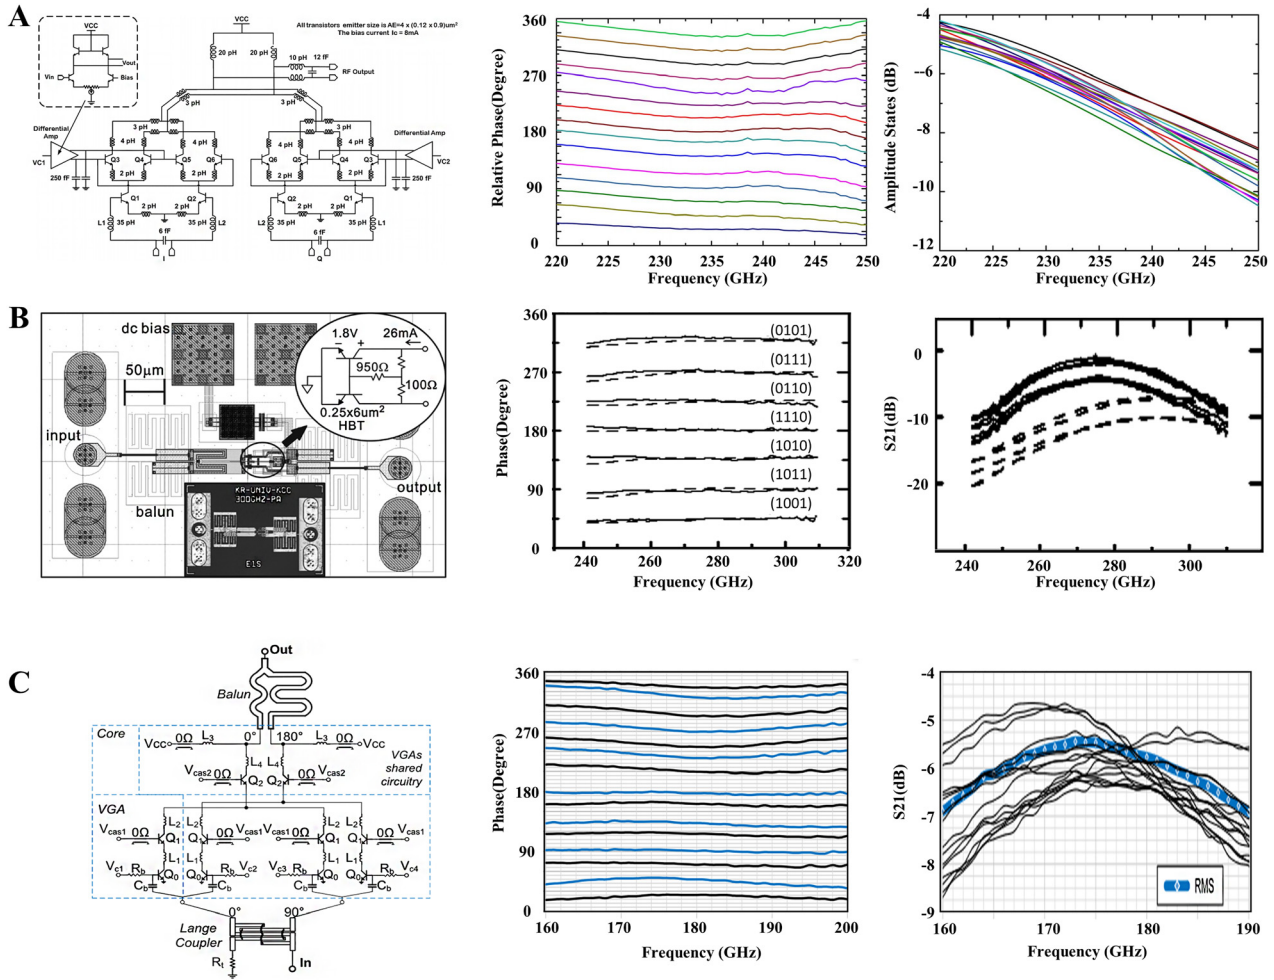 A
VCC
All transistors emitter size is AE=4 x (0.12 x 0.9)um²
The bias current Ic = 8mA
VCC
Vout
Vin
Bias
20 pH
20 pH
10 pH
12 fF
RF Output
3 pH
3 pH
Differential
Amp
3 pH
3 pH
Differential Amp
4 pH
4 pH
4 pH
4 pH
VC1
Q3
Q4
Q5
Q6
Q6
Q5
Q4
Q3
VC2
250 fF
2 pH
2 pH
2 pH
2 pH
250 fF
Q1
Q2
Q2
Q1
L1
2 pH
2 pH
L2
L2
2 pH
2 pH
L1
35 pH
35 pH
35 pH
35 pH
6 fF
6 fF
I
Q
Relative Phase(Degree)
360
270
180
90
0
220
225
230
235
240
245
250
Frequency (GHz)
Amplitude States (dB)
-4
-6
-8
-10
-12
220
225
230
235
240
245
250
Frequency (GHz)
B
dc bias
50µm
input
balun
output
1.8V
26mA
- +
950Ω
100Ω
0.25x6um²
HBT
KR-UNIV-KCC
300GHZ-PA
E1S
Phase(Degree)
360
270
180
90
0
(0101)
(0111)
(0110)
(1110)
(1010)
(1011)
(1001)
240
260
280
300
320
Frequency (GHz)
S21(dB)
0
-10
-20
240
260
280
300
Frequency (GHz)
C
Out
Balun
Core
0°
180°
Vcc
0Ω
L3
L3
0Ω
Vcc
L4
L4
VGAs
shared
circuitry
Vcas2
0Ω
Q2
Q2
0Ω
Vcas2
VGA
L2
L2
L2
L2
Vcas1
0Ω
Q1
Q1
0Ω
Vcas1
Vcas1
0Ω
Q1
Q1
0Ω
Vcas1
L1
L1
L1
L1
Vc1
Rb
Q0
Q0
Rb
Vc2
Vc3
Rb
Q0
Q0
Rb
Vc4
Cb
Cb
Cb
Cb
0°
90°
Lange
Coupler
Rt
In
Phase(Degree)
360
270
180
90
0
160
170
180
190
200
Frequency (GHz)
S21(dB)
-4
-5
-6
-7
-8
-9
RMS
160
170
180
190
Frequency (GHz)